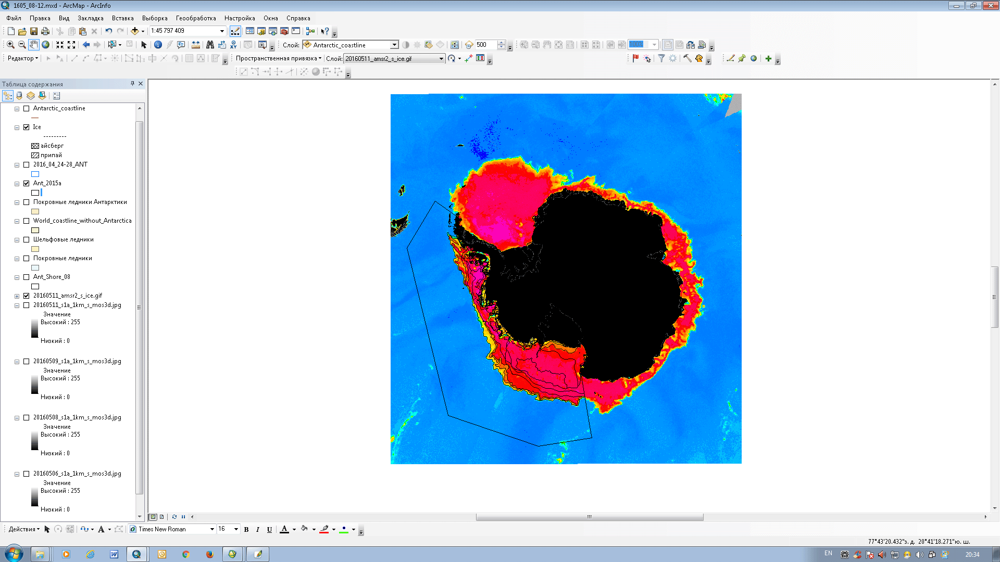 1605_08-12.mxd - ArcMap - ArcInfo
Файл Правка Вид Закладка Вставка Выборка Геообработка Настройка Окна Справка
1:45 797 409
Слой: Antarctic_coastline 500 100%
Редактор Пространственная привязка Слой: 20160511_amsr2_s_ice.gif
Таблица содержания
Antarctic_coastline
Ice
айсберг
припай
2016_04_24-28_ANT
Ant_2015a
Покровные ледники Антарктики
World_coastline_without_Antarctica
Шельфовые ледники
Покровные ледники
Ant_Shore_08
20160511_amsr2_s_ice.gif
20160511_s1a_1km_s_mos3d.jpg
Значение
Высокий : 255
Низкий : 0
20160509_s1a_1km_s_mos3d.jpg
Значение
Высокий : 255
Низкий : 0
20160508_s1a_1km_s_mos3d.jpg
Значение
Высокий : 255
Низкий : 0
20160506_s1a_1km_s_mos3d.jpg
Значение
Высокий : 255
Низкий : 0
Действия Times New Roman 16 B I U A
77°43'20.432"з. д. 20°41'18.271"ю. ш.
EN 20:34